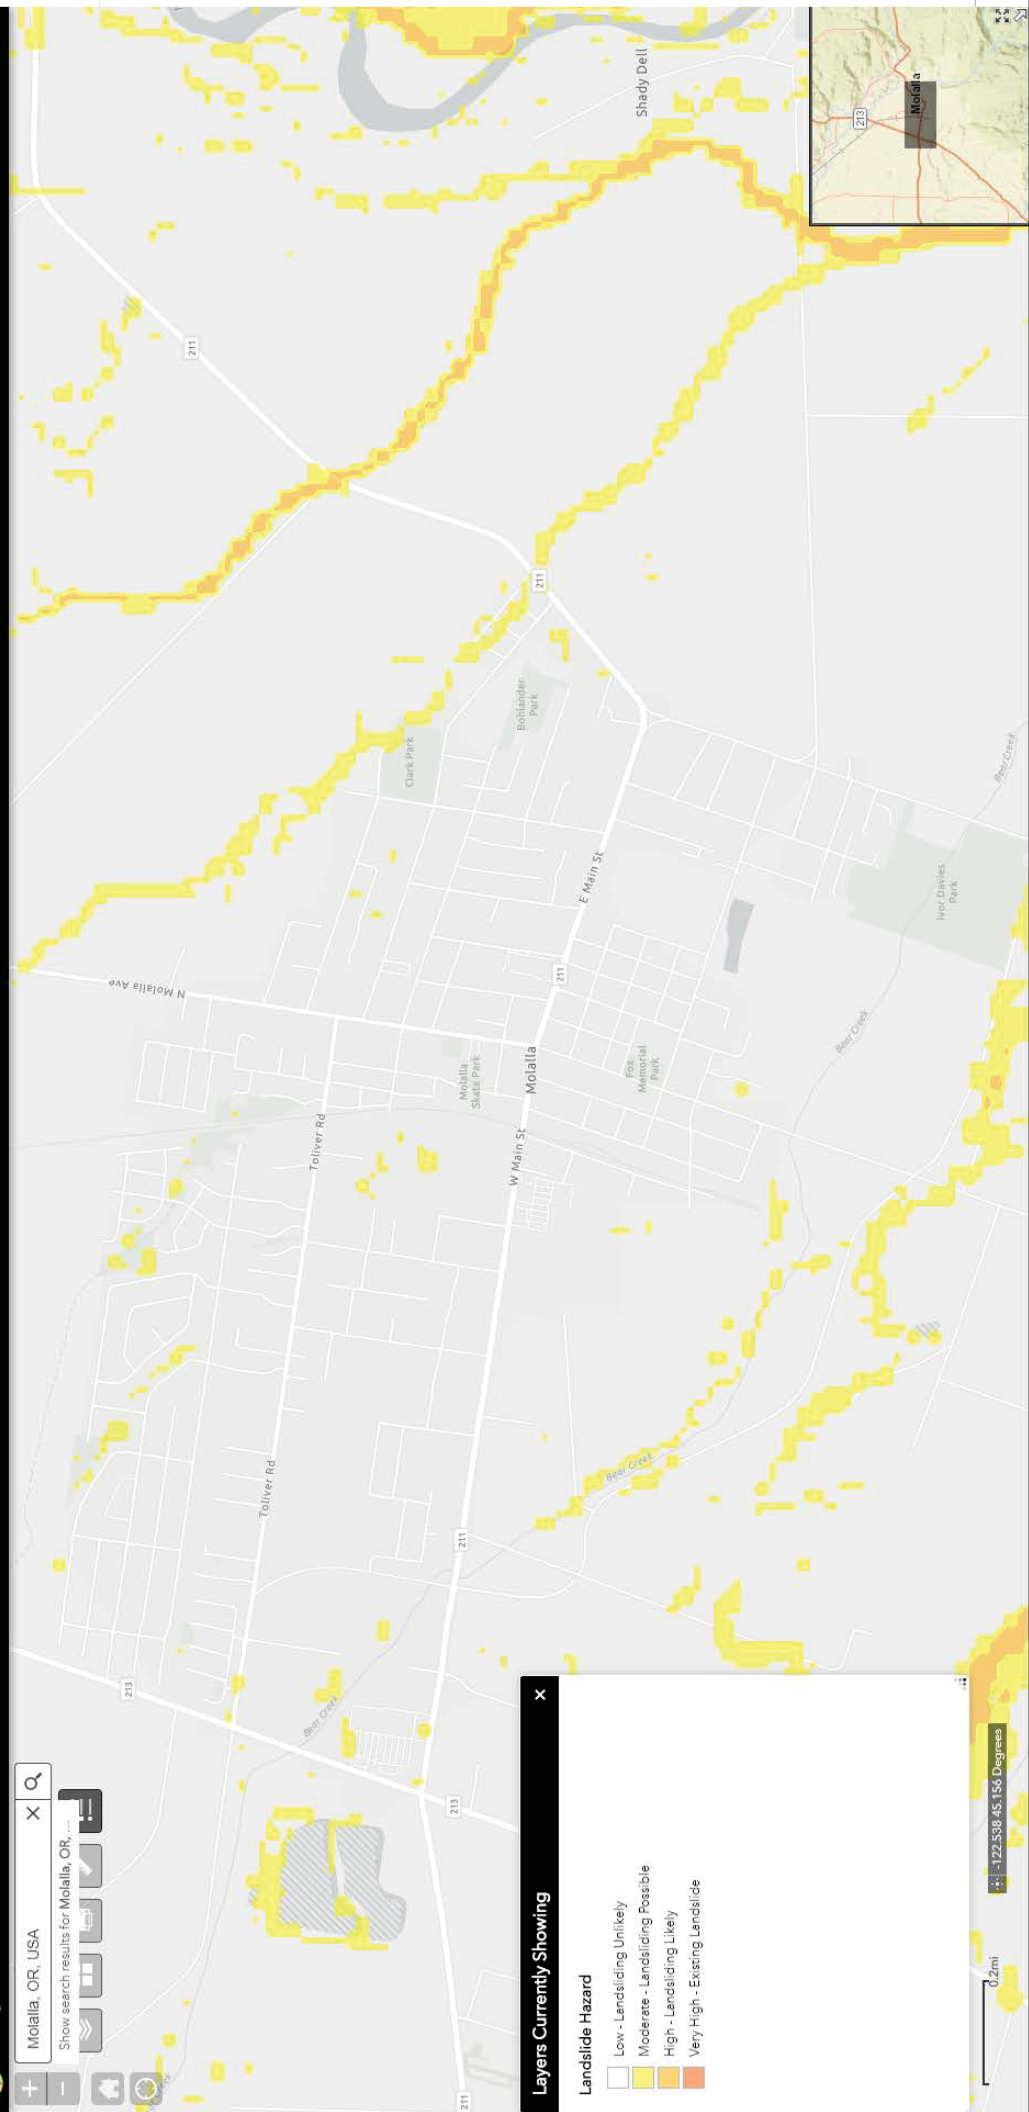 Molalla, OR, USA
Show search results for Molalla, OR, ...
Layers Currently Showing
Landslide Hazard
Low - Landsliding Unlikely
Moderate - Landsliding Possible
High - Landsliding Likely
Very High - Existing Landslide
213
211
Toliver Rd
Toliver Rd
N Molalla Ave
211
Clark Park
Bohlander
Park
211
Shady Dell
Molalla
Skate Park
Molalla
W Main St
E Main St
211
Fox
Memorial
Park
211
213
211
Bear Creek
Bear Creek
Bear Creek
Bear Creek
Ivor Davies
Park
0.2mi
-122.538 45.156 Degrees
213
Molalla